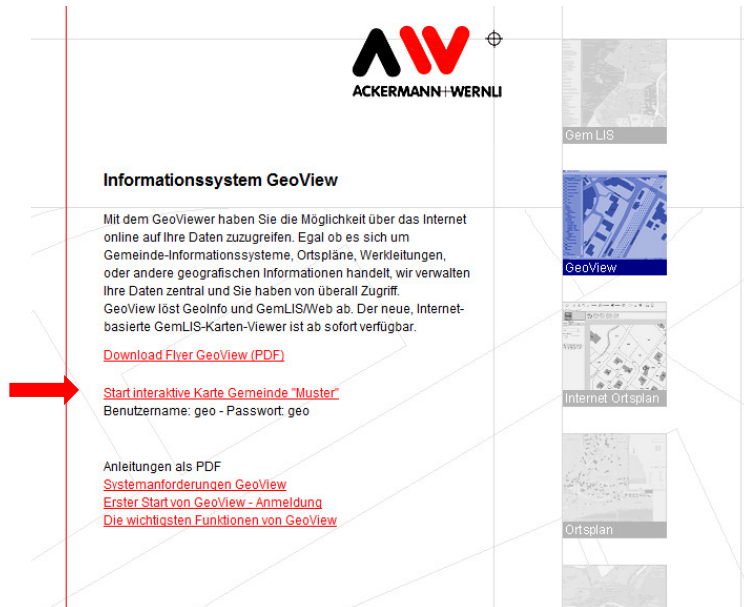 ACKERMANN+WERNLI
Gem LIS
Informationssystem GeoView
Mit dem GeoViewer haben Sie die Möglichkeit über das Internet
online auf Ihre Daten zuzugreifen. Egal ob es sich um
Gemeinde-Informationssysteme, Ortspläne, Werkleitungen,
oder andere geografischen Informationen handelt, wir verwalten
Ihre Daten zentral und Sie haben von überall Zugriff.
GeoView löst GeoInfo und GemLIS/Web ab. Der neue, Internet-
basierte GemLIS-Karten-Viewer ist ab sofort verfügbar.
GeoView
Download Flyer GeoView (PDF)
Start interaktive Karte Gemeinde "Muster"
Benutzername: geo - Passwort: geo
Internet Ortsplan
Anleitungen als PDF
Systemanforderungen GeoView
Erster Start von GeoView - Anmeldung
Die wichtigsten Funktionen von GeoView
Ortsplan